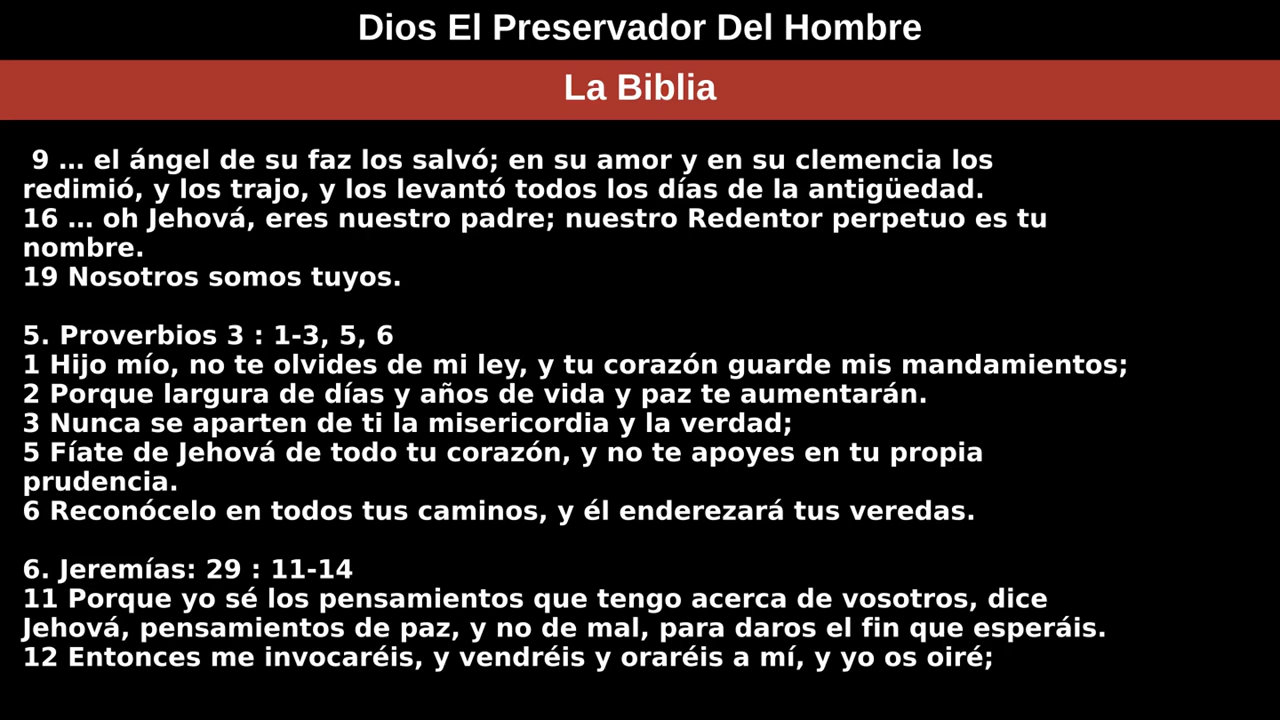 Dios El Preservador Del Hombre
La Biblia
9 … el ángel de su faz los salvó; en su amor y en su clemencia los
redimió, y los trajo, y los levantó todos los días de la antigüedad.
16 … oh Jehová, eres nuestro padre; nuestro Redentor perpetuo es tu
nombre.
19 Nosotros somos tuyos.
5. Proverbios 3 : 1-3, 5, 6
1 Hijo mío, no te olvides de mi ley, y tu corazón guarde mis mandamientos;
2 Porque largura de días y años de vida y paz te aumentarán.
3 Nunca se aparten de ti la misericordia y la verdad;
5 Fíate de Jehová de todo tu corazón, y no te apoyes en tu propia
prudencia.
6 Reconócelo en todos tus caminos, y él enderezará tus veredas.
6. Jeremías: 29 : 11-14
11 Porque yo sé los pensamientos que tengo acerca de vosotros, dice
Jehová, pensamientos de paz, y no de mal, para daros el fin que esperáis.
12 Entonces me invocaréis, y vendréis y oraréis a mí, y yo os oiré;